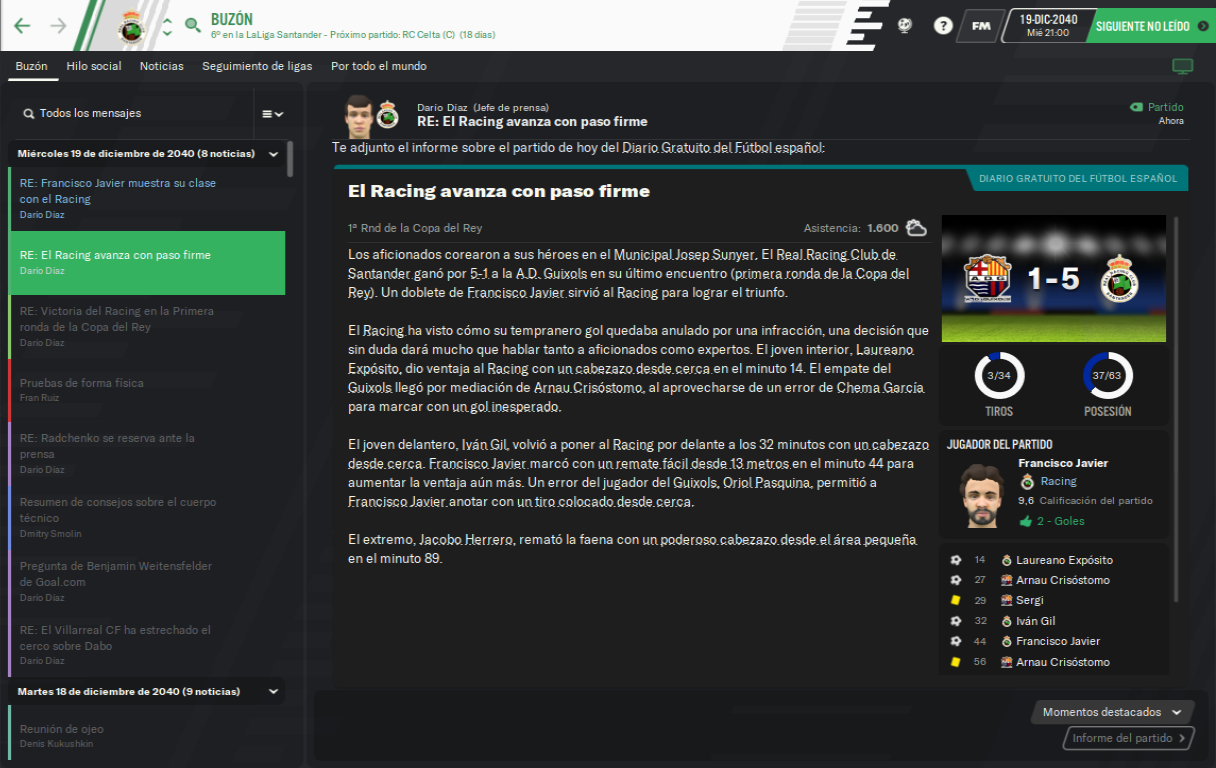 BUZÓN
6º en la LaLiga Santander - Próximo partido: RC Celta (C) (18 días)
?
FM
19-DIC-2040
Mié 21:00
SIGUIENTE NO LEÍDO
Buzón Hilo social Noticias Seguimiento de ligas Por todo el mundo
Todos los mensajes
Miércoles 19 de diciembre de 2040 (8 noticias)
RE: Francisco Javier muestra su clase
con el Racing
Darío Díaz
RE: El Racing avanza con paso firme
Darío Díaz
RE: Victoria del Racing en la Primera
ronda de la Copa del Rey
Darío Díaz
Pruebas de forma física
Fran Ruiz
RE: Radchenko se reserva ante la
prensa
Darío Díaz
Resumen de consejos sobre el cuerpo
técnico
Dmitry Smolin
Pregunta de Benjamin Weitensfelder
de Goal.com
Darío Díaz
RE: El Villarreal CF ha estrechado el
cerco sobre Dabo
Darío Díaz
Martes 18 de diciembre de 2040 (9 noticias)
Reunión de ojeo
Denis Kukushkin
Darío Díaz (Jefe de prensa)
RE: El Racing avanza con paso firme
Partido
Ahora
Te adjunto el informe sobre el partido de hoy del Diario Gratuito del Fútbol español:
DIARIO GRATUITO DEL FÚTBOL ESPAÑOL
El Racing avanza con paso firme
1ª Rnd de la Copa del Rey
Asistencia: 1.600
Los aficionados corearon a sus héroes en el Municipal Josep Sunyer. El Real Racing Club de
Santander ganó por 5-1 a la A.D. Guixols en su último encuentro (primera ronda de la Copa del
Rey). Un doblete de Francisco Javier sirvió al Racing para lograr el triunfo.
El Racing ha visto cómo su tempranero gol quedaba anulado por una infracción, una decisión que
sin duda dará mucho que hablar tanto a aficionados como expertos. El joven interior, Laureano
Expósito, dio ventaja al Racing con un cabezazo desde cerca en el minuto 14. El empate del
Guixols llegó por mediación de Arnau Crisóstomo, al aprovecharse de un error de Chema García
para marcar con un gol inesperado.
El joven delantero, Iván Gil, volvió a poner al Racing por delante a los 32 minutos con un cabezazo
desde cerca. Francisco Javier marcó con un remate fácil desde 13 metros en el minuto 44 para
aumentar la ventaja aún más. Un error del jugador del Guixols, Oriol Pasquina, permitió a
Francisco Javier anotar con un tiro colocado desde cerca.
El extremo, Jacobo Herrero, remató la faena con un poderoso cabezazo desde el área pequeña
en el minuto 89.
1-5
3/34
37/63
TIROS
POSESIÓN
JUGADOR DEL PARTIDO
Francisco Javier
Racing
9,6 Calificación del partido
2 - Goles
14 Laureano Expósito
27 Arnau Crisóstomo
29 Sergi
32 Iván Gil
44 Francisco Javier
56 Arnau Crisóstomo
Momentos destacados
Informe del partido